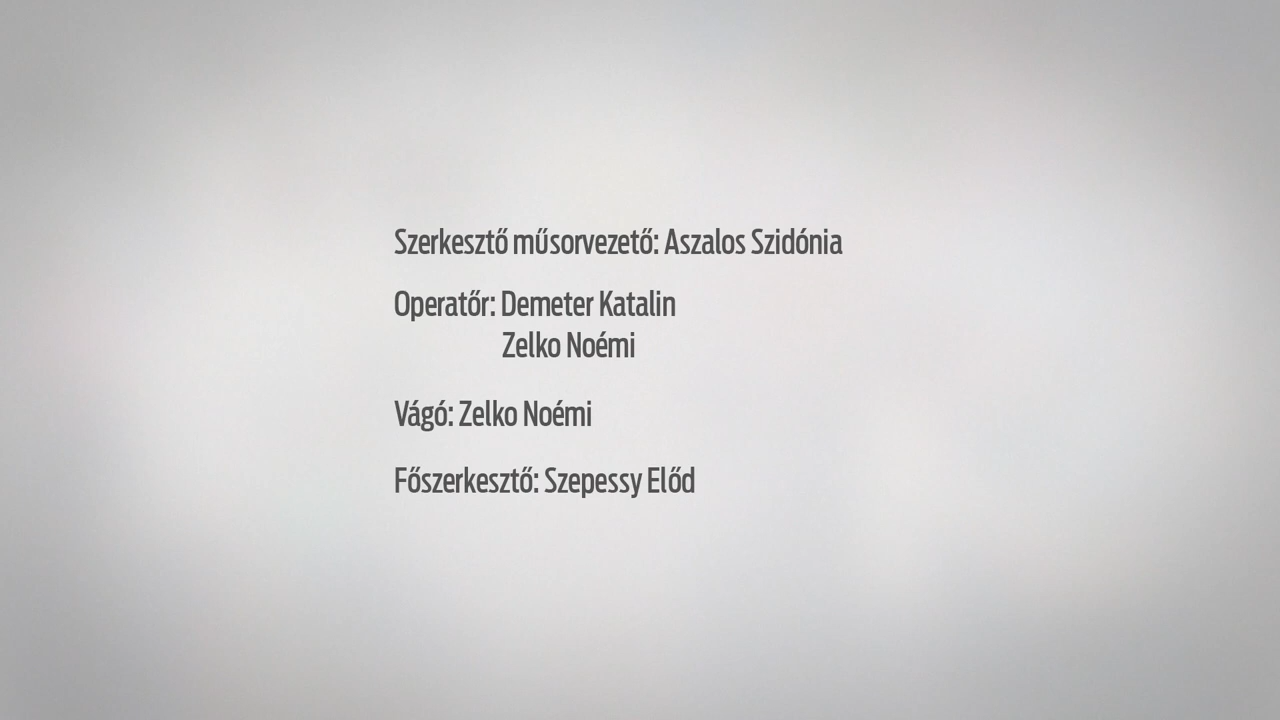 Szerkesztő műsorvezető: Aszalos Szidónia
Operatőr: Demeter Katalin
Zelko Noémi
Vágó: Zelko Noémi
Főszerkesztő: Szepessy Előd